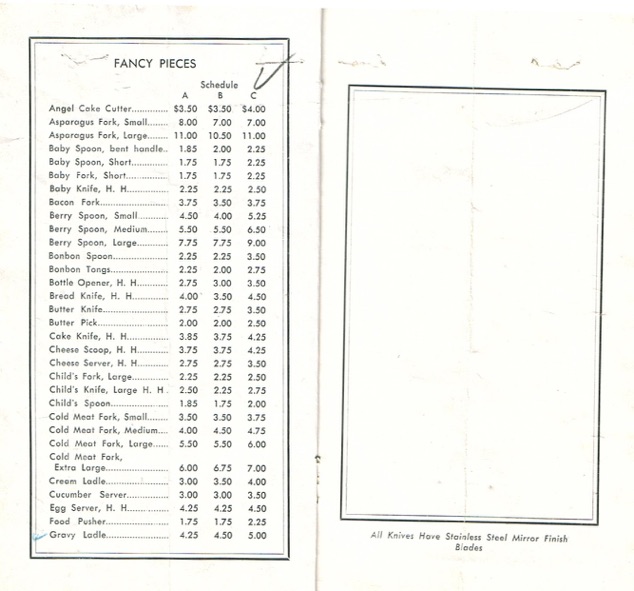 FANCY PIECES
Schedule
A B C
Angel Cake Cutter.............. $3.50 $3.50 $4.00
Asparagus Fork, Small....... 8.00 7.00 7.00
Asparagus Fork, Large....... 11.00 10.50 11.00
Baby Spoon, bent handle.. 1.85 2.00 2.25
Baby Spoon, Short.............. 1.75 1.75 2.25
Baby Fork, Short................. 1.75 1.75 2.25
Baby Knife, H. H................. 2.25 2.25 2.50
Bacon Fork.......................... 3.75 3.50 3.75
Berry Spoon, Small............ 4.50 4.00 5.25
Berry Spoon, Medium........ 5.50 5.50 6.50
Berry Spoon, Large............ 7.75 7.75 9.00
Bonbon Spoon..................... 2.25 2.25 3.50
Bonbon Tongs...................... 2.25 2.00 2.75
Bottle Opener, H. H............ 2.75 3.00 3.50
Bread Knife, H. H............... 4.00 3.50 4.50
Butter Knife......................... 2.75 2.75 3.50
Butter Pick........................... 2.00 2.00 2.50
Cake Knife, H. H................. 3.85 3.75 4.25
Cheese Scoop, H. H............ 3.75 3.75 4.25
Cheese Server, H. H............ 2.75 2.75 3.50
Child's Fork, Large.............. 2.25 2.25 2.50
Child's Knife, Large H. H. 2.50 2.25 2.75
Child's Spoon....................... 1.85 1.75 2.00
Cold Meat Fork, Small....... 3.50 3.50 3.75
Cold Meat Fork, Medium.... 4.00 4.50 4.75
Cold Meat Fork, Large....... 5.50 5.50 6.00
Cold Meat Fork,
Extra Large....................... 6.00 6.75 7.00
Cream Ladle........................ 3.00 3.50 4.00
Cucumber Server................ 3.00 3.00 3.50
Egg Server, H. H................. 4.25 4.25 4.50
Food Pusher......................... 1.75 1.75 2.25
Gravy Ladle......................... 4.25 4.50 5.00
All Knives Have Stainless Steel Mirror Finish
Blades